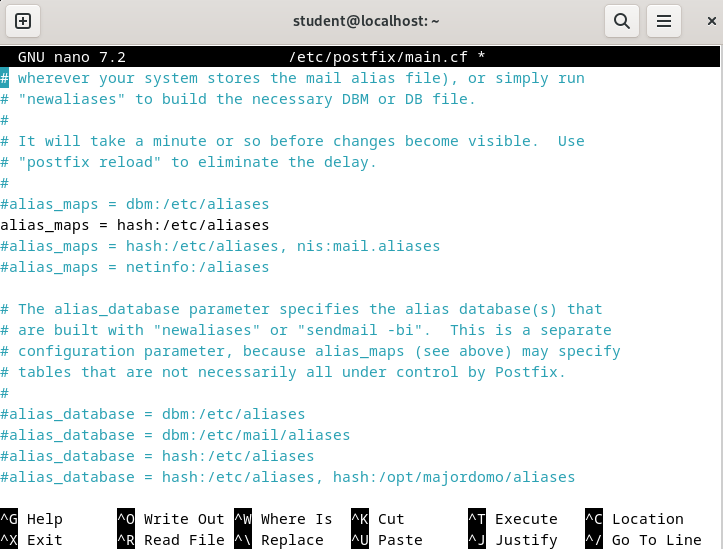 student@localhost: ~
GNU nano 7.2 /etc/postfix/main.cf *
# wherever your system stores the mail alias file), or simply run
# "newaliases" to build the necessary DBM or DB file.
#
# It will take a minute or so before changes become visible.  Use
# "postfix reload" to eliminate the delay.
#
#alias_maps = dbm:/etc/aliases
alias_maps = hash:/etc/aliases
#alias_maps = hash:/etc/aliases, nis:mail.aliases
#alias_maps = netinfo:/aliases
# The alias_database parameter specifies the alias database(s) that
# are built with "newaliases" or "sendmail -bi".  This is a separate
# configuration parameter, because alias_maps (see above) may specify
# tables that are not necessarily all under control by Postfix.
#
#alias_database = dbm:/etc/aliases
#alias_database = dbm:/etc/mail/aliases
#alias_database = hash:/etc/aliases
#alias_database = hash:/etc/aliases, hash:/opt/majordomo/aliases
^G Help ^O Write Out ^W Where Is ^K Cut ^T Execute ^C Location
^X Exit ^R Read File ^\ Replace ^U Paste ^J Justify ^/ Go To Line